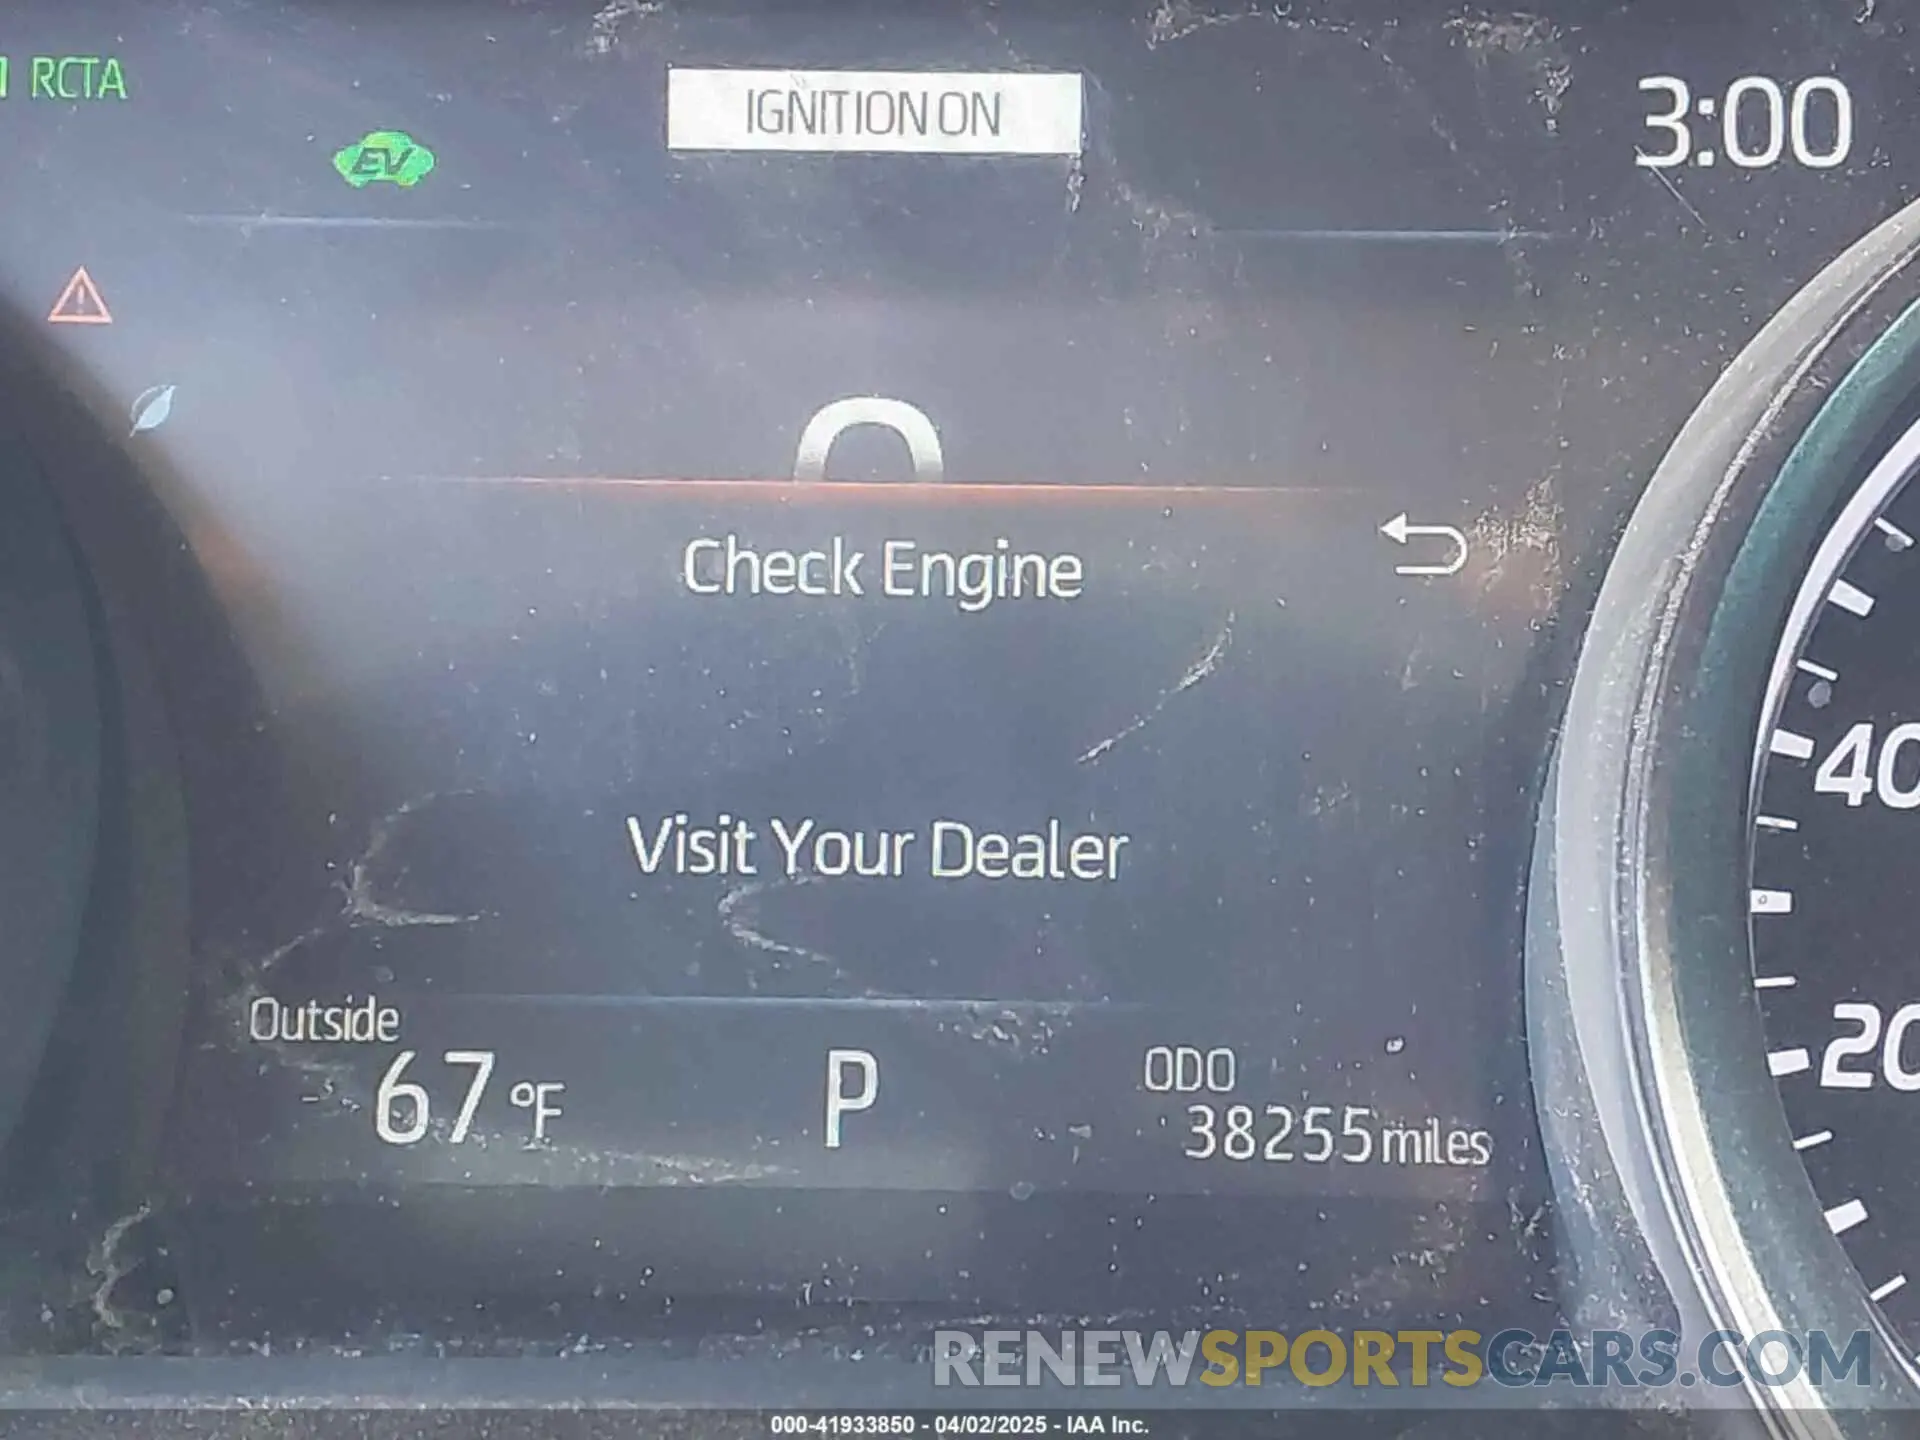 RCTA
IGNITION ON
3:00
EV
0
Check Engine
Visit Your Dealer
40
20
Outside
67 °F
P
ODO
38255 miles
RENEWSPORTSCARS.COM
000-41933850 - 04/02/2025 - IAA Inc.